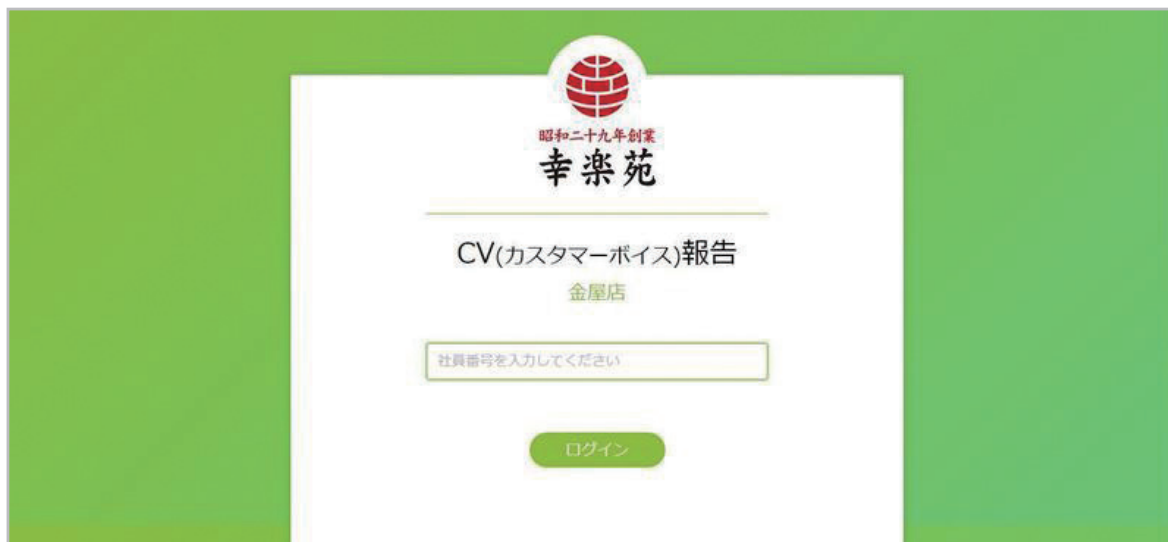 昭和二十九年創業
幸楽苑
CV(カスタマーボイス)報告
金屋店
社員番号を入力してください
ログイン